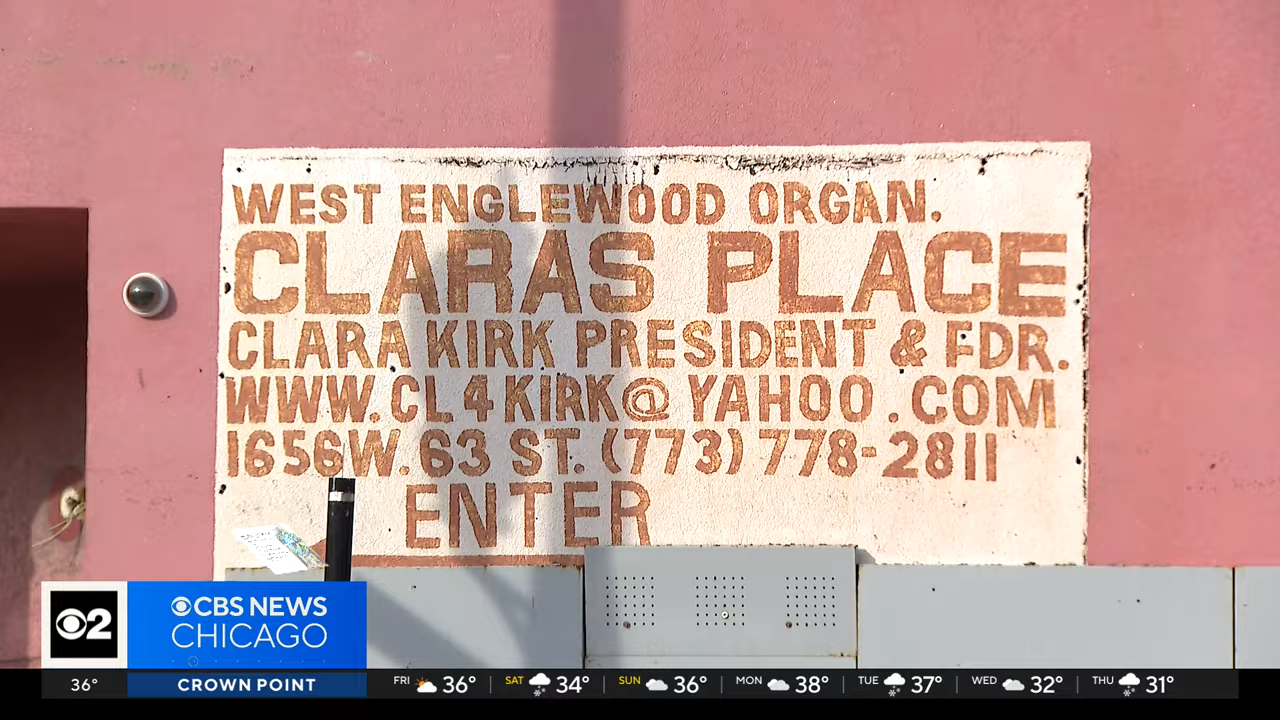 WEST ENGLEWOOD ORGAN.
CLARAS PLACE
CLARA KIRK PRESIDENT & FDR.
WWW.CL4KIRK@YAHOO.COM
1656W.63 ST. (773) 778-2811
ENTER
2
CBS NEWS
CHICAGO
36° CROWN POINT FRI 36° SAT 34° SUN 36° MON 38° TUE 37° WED 32° THU 31°